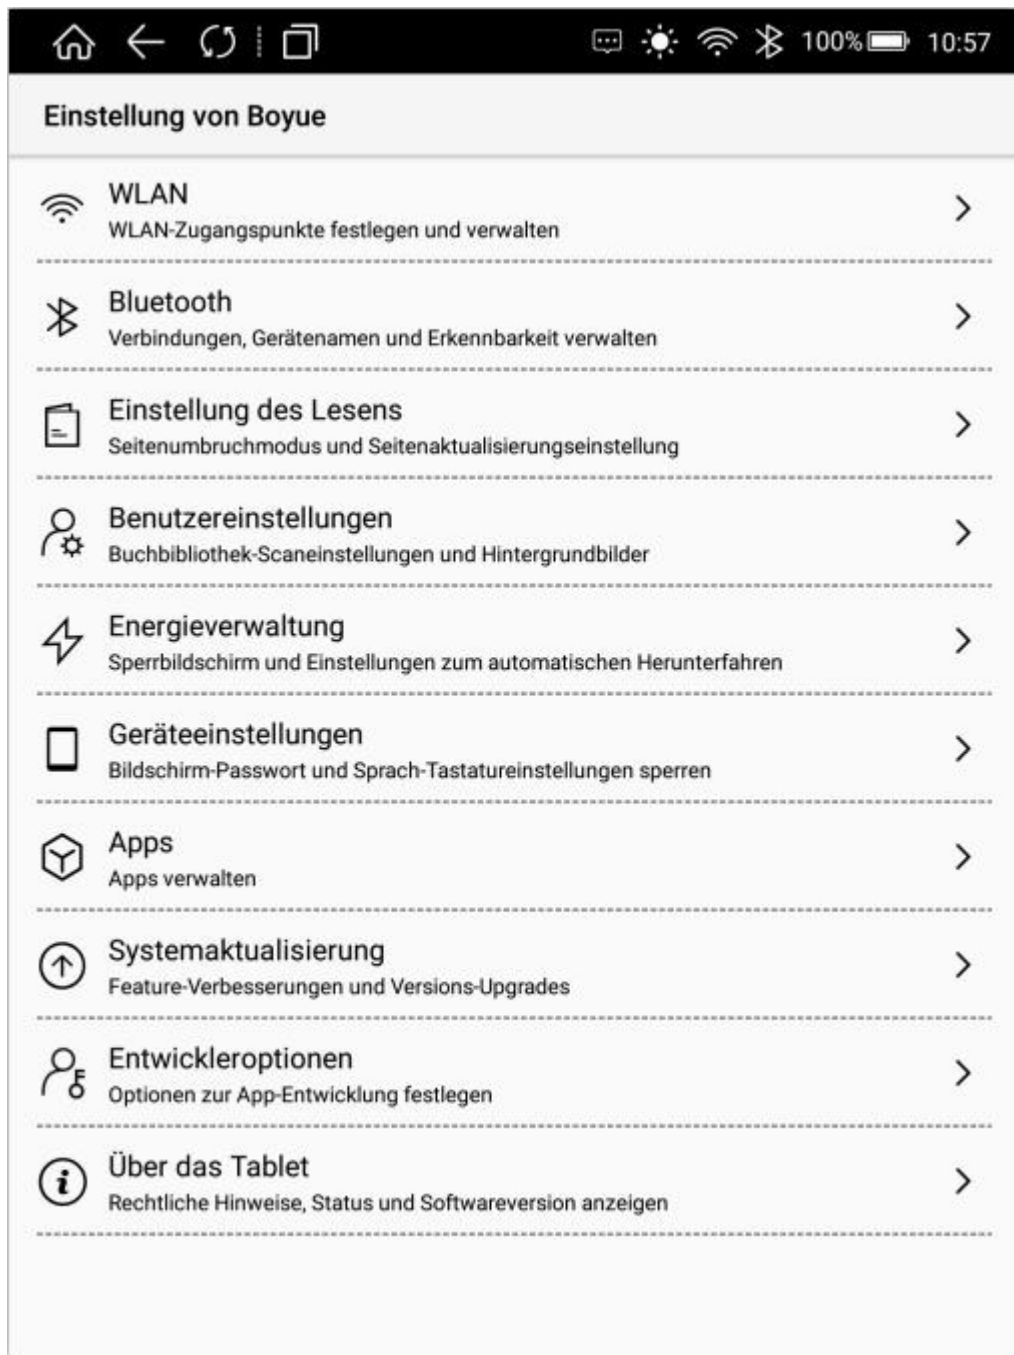 100% 10:57
Einstellung von Boyue
WLAN
WLAN-Zugangspunkte festlegen und verwalten
Bluetooth
Verbindungen, Gerätenamen und Erkennbarkeit verwalten
Einstellung des Lesens
Seitenumbruchmodus und Seitenaktualisierungseinstellung
Benutzereinstellungen
Buchbibliothek-Scaneinstellungen und Hintergrundbilder
Energieverwaltung
Sperrbildschirm und Einstellungen zum automatischen Herunterfahren
Geräteeinstellungen
Bildschirm-Passwort und Sprach-Tastatureinstellungen sperren
Apps
Apps verwalten
Systemaktualisierung
Feature-Verbesserungen und Versions-Upgrades
Entwickleroptionen
Optionen zur App-Entwicklung festlegen
Über das Tablet
Rechtliche Hinweise, Status und Softwareversion anzeigen